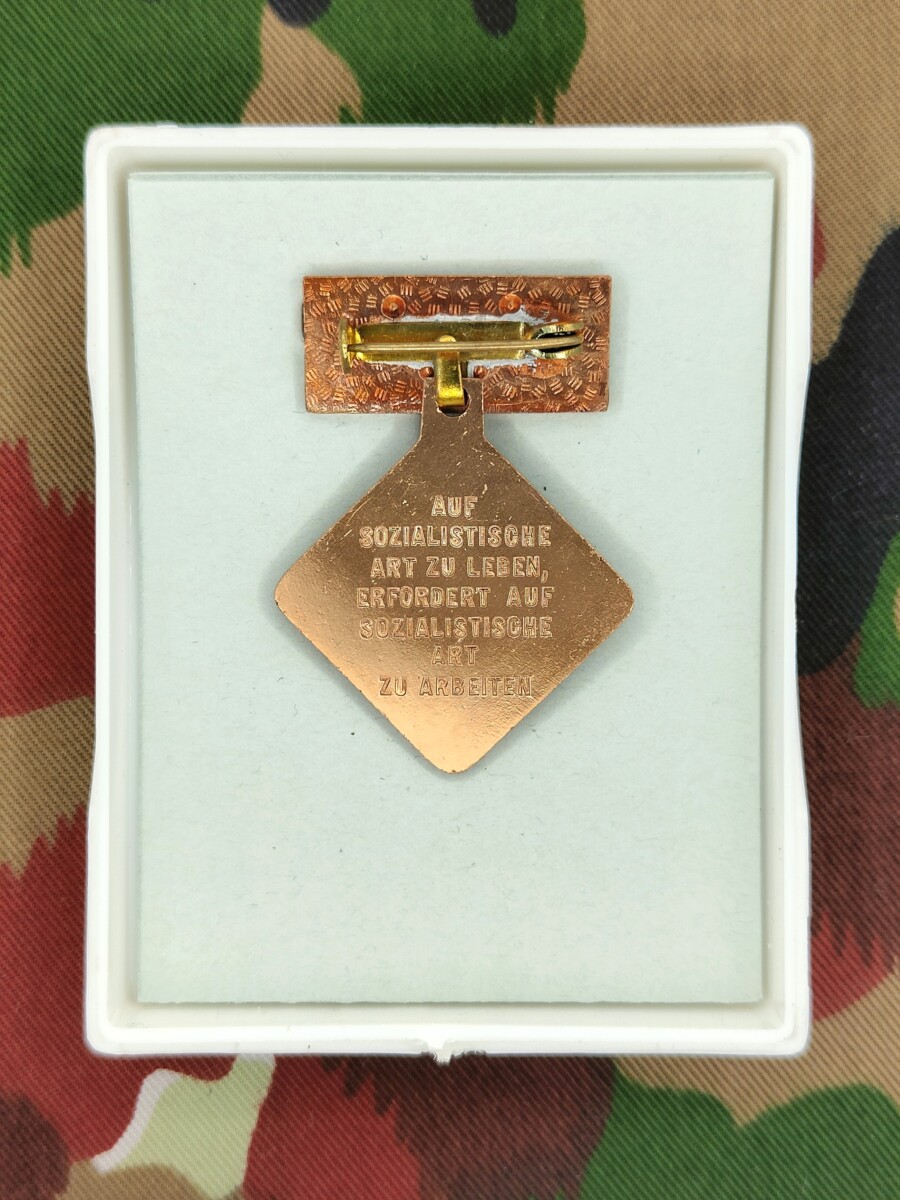 AUF
SOZIALISTISCHE
ART ZU LEBEN,
ERFORDERT AUF
SOZIALISTISCHE
ART
ZU ARBEITEN